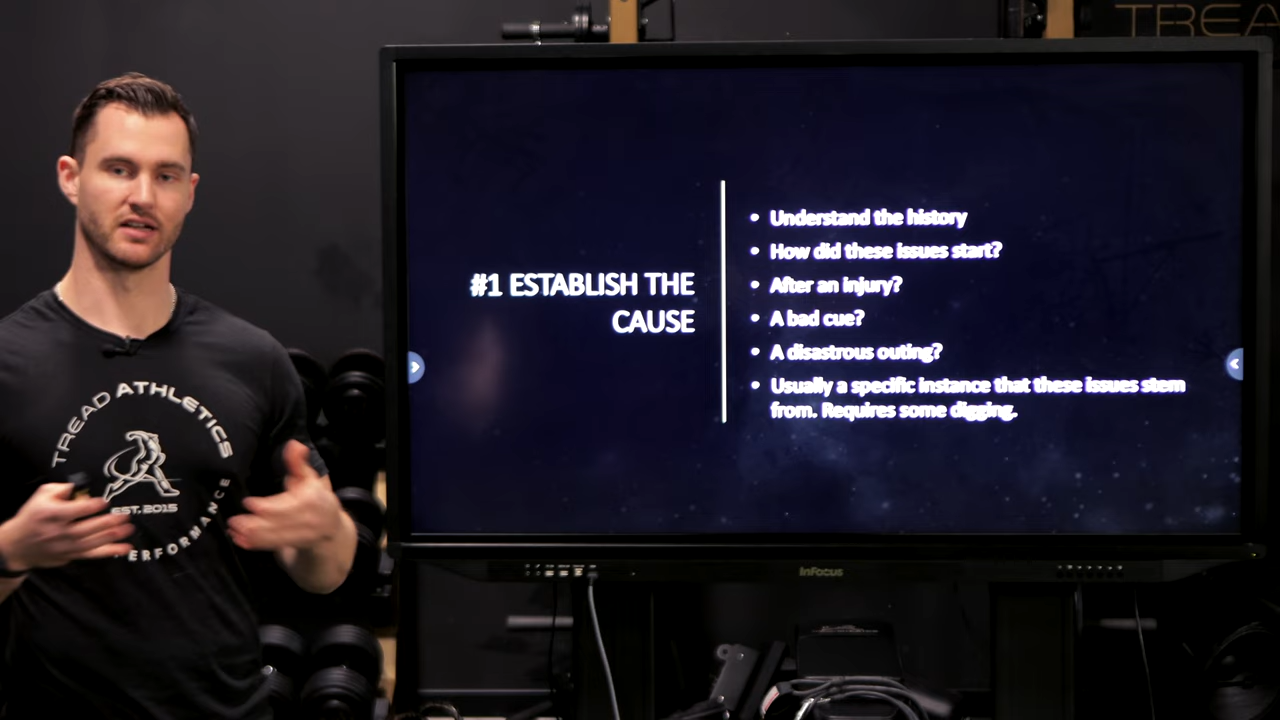 TREA
#1 ESTABLISH THE
CAUSE
• Understand the history
• How did these issues start?
• After an injury?
• A bad cue?
• A disastrous outing?
• Usually a specific instance that these issues stem
from. Requires some digging.
TREAD ATHLETICS
EST. 2015
PERFORMANCE
InFocus